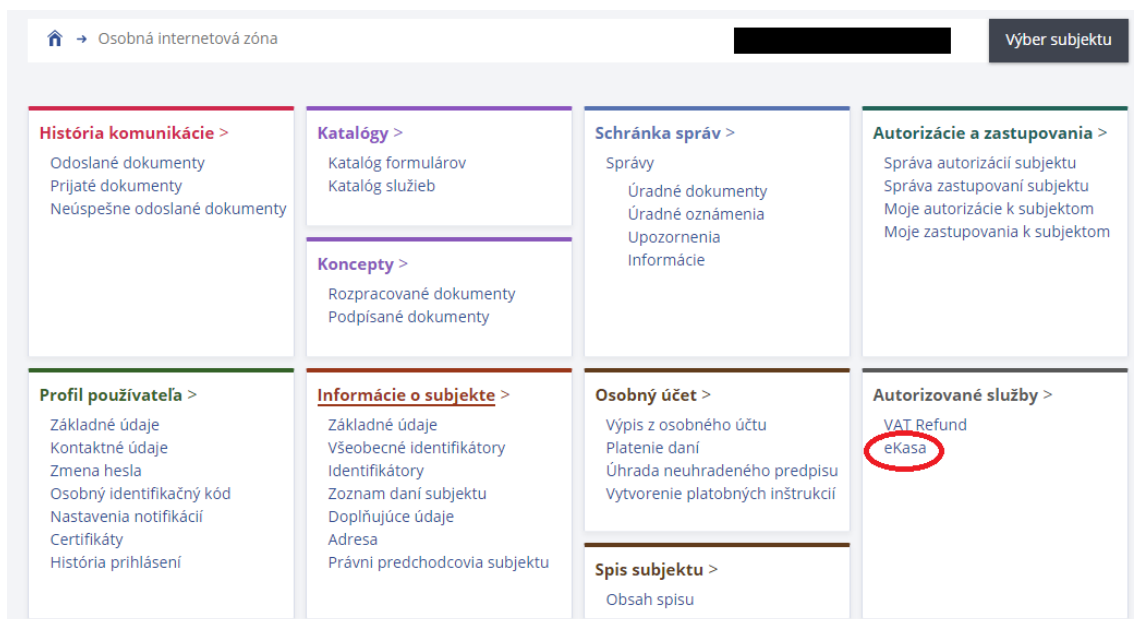 → Osobná internetová zóna
Výber subjektu
História komunikácie >
Odoslané dokumenty
Prijaté dokumenty
Neúspešne odoslané dokumenty
Katalógy >
Katalóg formulárov
Katalóg služieb
Koncepty >
Rozpracované dokumenty
Podpísané dokumenty
Schránka správ >
Správy
Úradné dokumenty
Úradné oznámenia
Upozornenia
Informácie
Autorizácie a zastupovania >
Správa autorizácií subjektu
Správa zastupovaní subjektu
Moje autorizácie k subjektom
Moje zastupovania k subjektom
Profil používateľa >
Základné údaje
Kontaktné údaje
Zmena hesla
Osobný identifikačný kód
Nastavenia notifikácií
Certifikáty
História prihlásení
Informácie o subjekte >
Základné údaje
Všeobecné identifikátory
Identifikátory
Zoznam daní subjektu
Doplňujúce údaje
Adresa
Právni predchodcovia subjektu
Osobný účet >
Výpis z osobného účtu
Platenie daní
Úhrada neuhradeného predpisu
Vytvorenie platobných inštrukcií
Spis subjektu >
Obsah spisu
Autorizované služby >
VAT Refund
eKasa